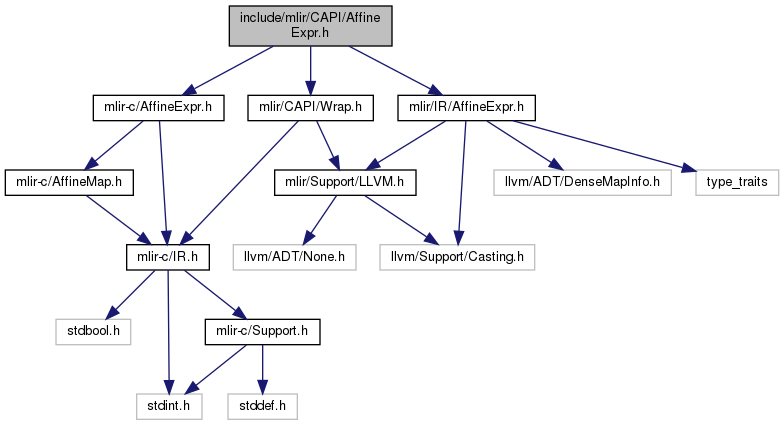 include/mlir/CAPI/Affine
Expr.h
mlir-c/AffineExpr.h
mlir/CAPI/Wrap.h
mlir/IR/AffineExpr.h
mlir-c/AffineMap.h
mlir/Support/LLVM.h
llvm/ADT/DenseMapInfo.h
type_traits
mlir-c/IR.h
llvm/ADT/None.h
llvm/Support/Casting.h
stdbool.h
mlir-c/Support.h
stdint.h
stddef.h